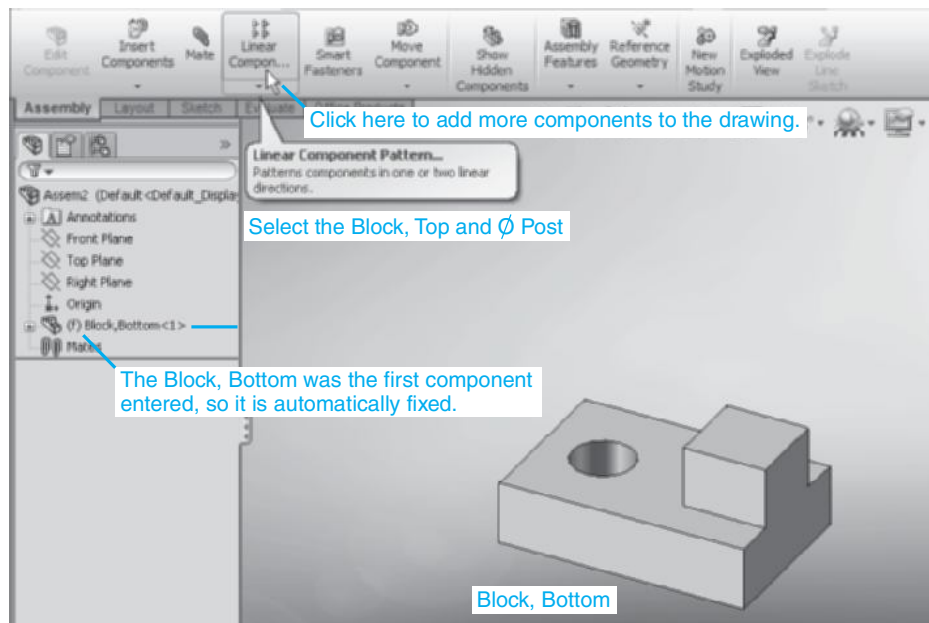 Edit Component
Insert Components
Mate
Linear Compon...
Smart Fasteners
Move Component
Show Hidden Components
Assembly Features
Reference Geometry
New Motion Study
Exploded View
Explode Line Sketch
Assembly Layout Sketch Evaluate Office Products
Click here to add more components to the drawing.
Linear Component Pattern...
Patterns components in one or two linear
directions.
Select the Block, Top and Ø Post
Assem2 (Default<Default_Display
Annotations
Front Plane
Top Plane
Right Plane
Origin
(f) Block,Bottom<1>
Mates
The Block, Bottom was the first component
entered, so it is automatically fixed.
Block, Bottom